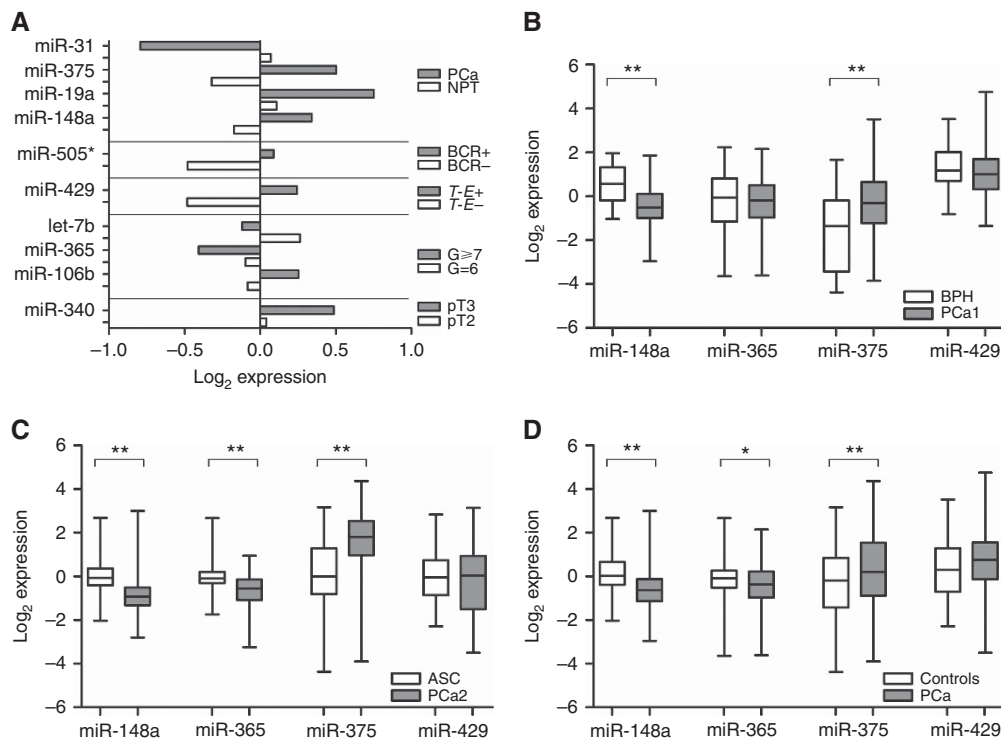 A
miR-31
miR-375
miR-19a
miR-148a
miR-505*
miR-429
let-7b
miR-365
miR-106b
miR-340
PCa
NPT
BCR+
BCR−
T-E+
T-E−
G⩾7
G=6
pT3
pT2
−1.0 −0.5 0.0 0.5 1.0
Log2 expression
B
6
4
2
0
−2
−4
−6
Log2 expression
** **
BPH
PCa1
miR-148a miR-365 miR-375 miR-429
C
6
4
2
0
−2
−4
−6
Log2 expression
** ** **
ASC
PCa2
miR-148a miR-365 miR-375 miR-429
D
6
4
2
0
−2
−4
−6
Log2 expression
** * **
Controls
PCa
miR-148a miR-365 miR-375 miR-429